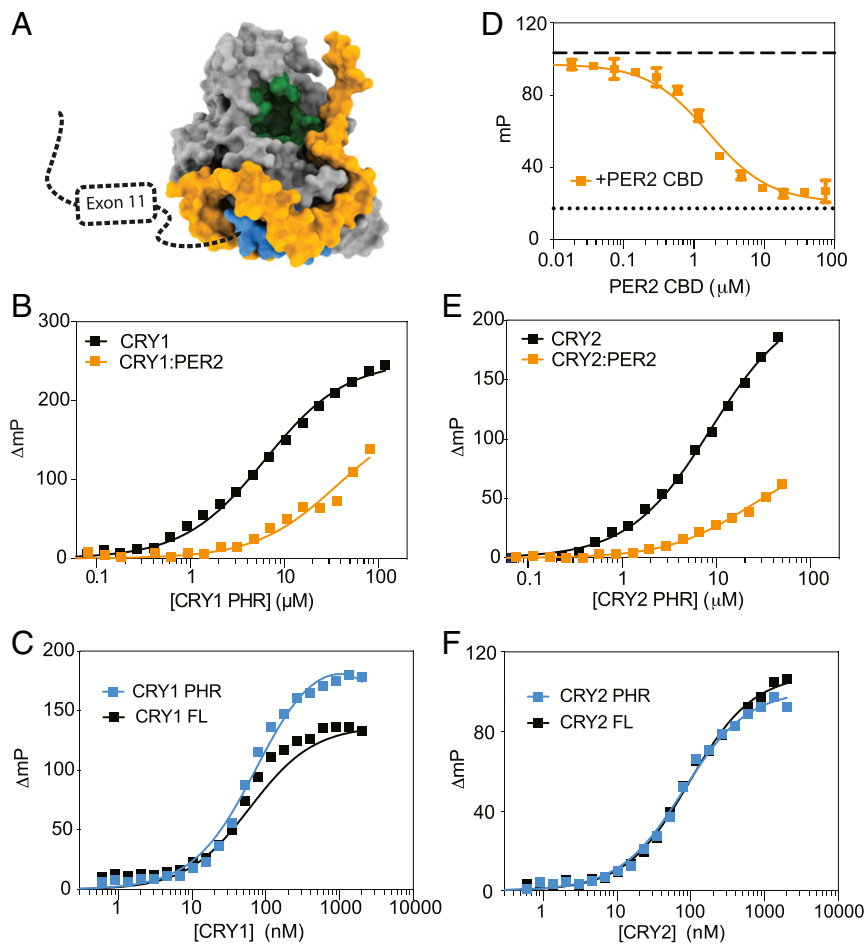 A
Exon 11
B
300
200
100
0
ΔmP
CRY1
CRY1:PER2
0.1
1
10
100
[CRY1 PHR] (µM)
C
200
150
100
50
0
ΔmP
CRY1 PHR
CRY1 FL
1
10
100
1000
10000
[CRY1] (nM)
D
120
80
40
0
mP
+PER2 CBD
0.01
0.1
1
10
100
PER2 CBD (µM)
E
200
150
100
50
0
ΔmP
CRY2
CRY2:PER2
0.1
1
10
100
[CRY2 PHR] (µM)
F
120
80
40
0
ΔmP
CRY2 PHR
CRY2 FL
1
10
100
1000
10000
[CRY2] (nM)